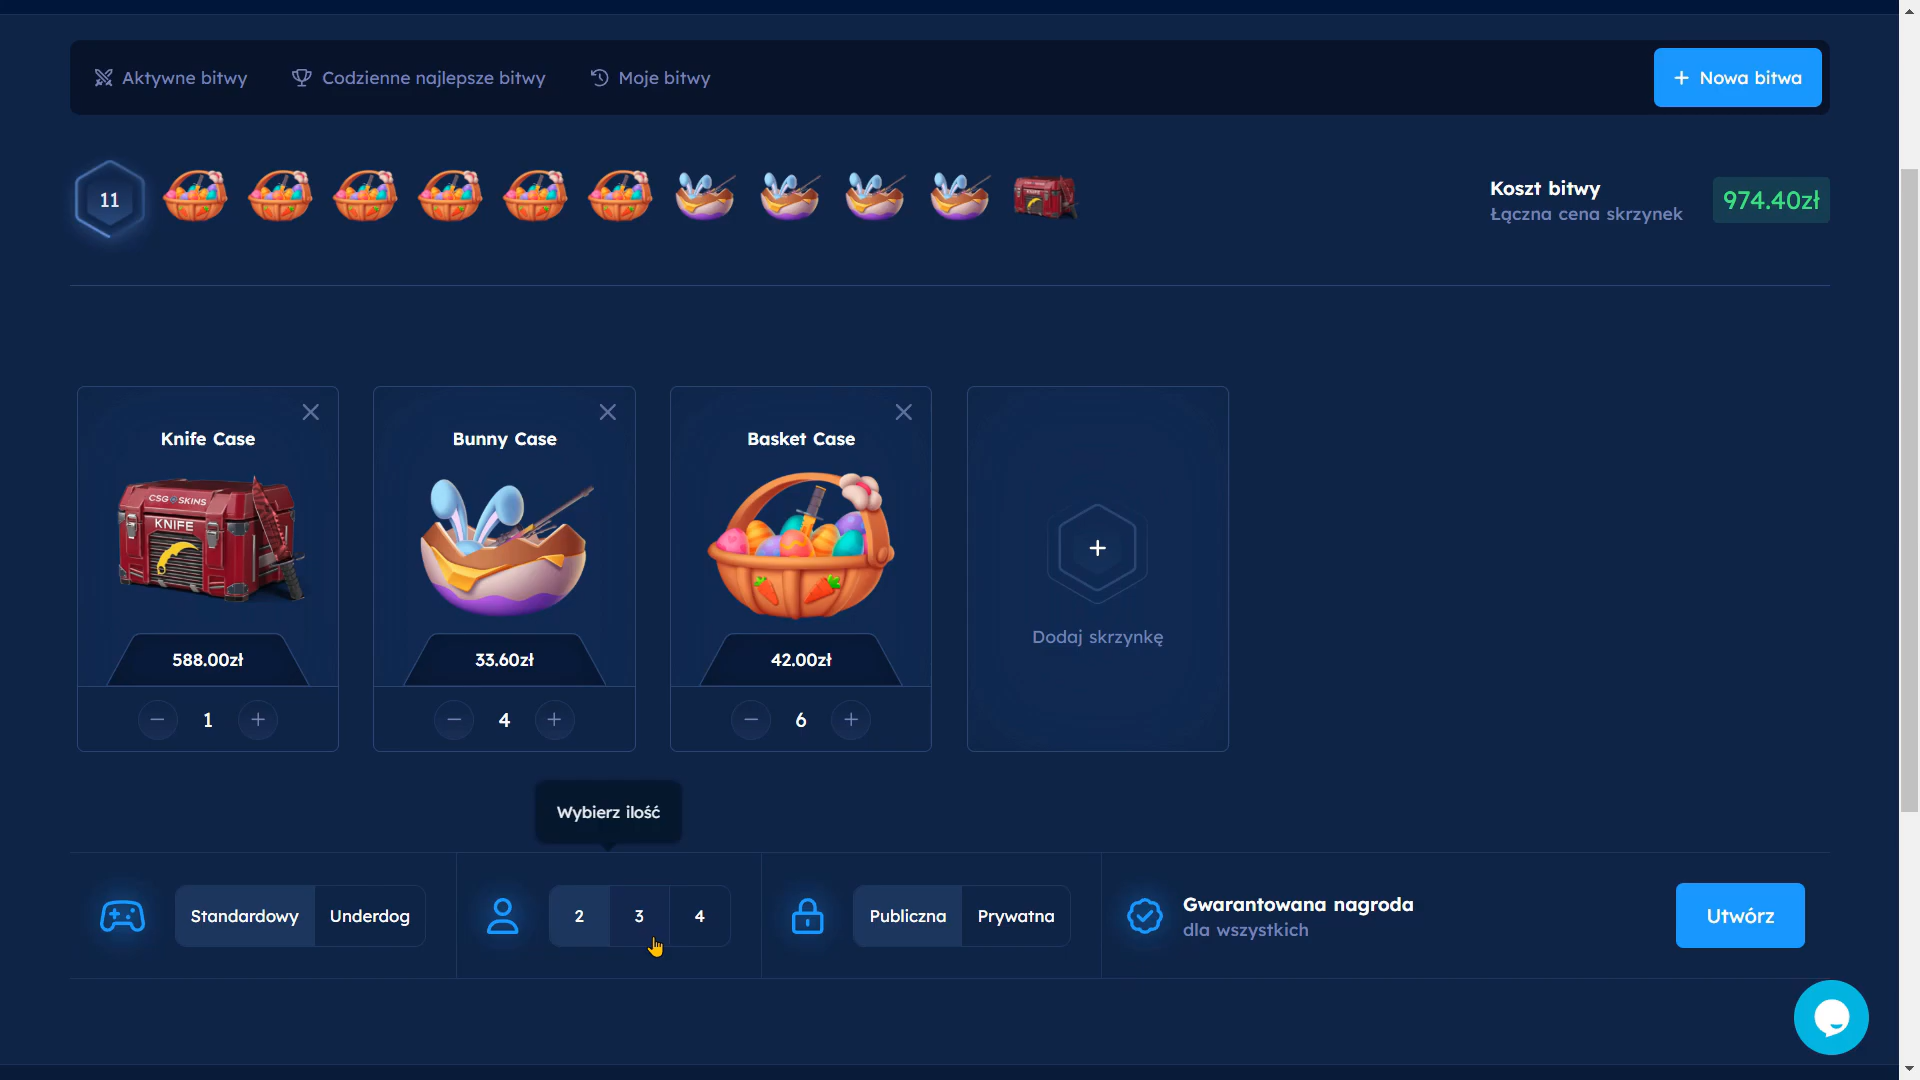 Aktywne bitwy
Codzienne najlepsze bitwy
Moje bitwy
+ Nowa bitwa
11
Koszt bitwy
Łączna cena skrzynek
974.40zł
Knife Case
CSG SKINS
KNIFE
588.00zł
− 1 +
Bunny Case
33.60zł
− 4 +
Basket Case
42.00zł
− 6 +
+
Dodaj skrzynkę
Wybierz ilość
Standardowy
Underdog
2
3
4
Publiczna
Prywatna
Gwarantowana nagroda
dla wszystkich
Utwórz